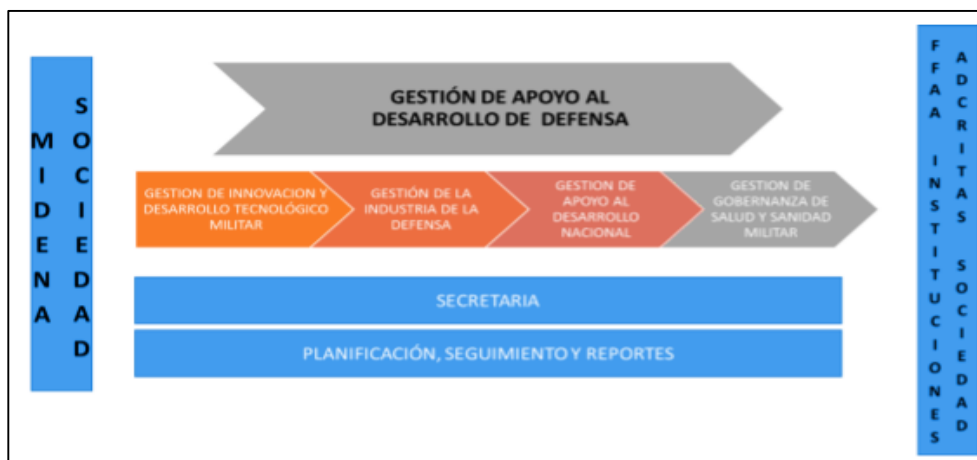 MIDENA
SOCIEDAD
GESTIÓN DE APOYO AL
DESARROLLO DE DEFENSA
GESTION DE INNOVACION Y
DESARROLLO TECNOLÓGICO
MILITAR
GESTIÓN DE LA
INDUSTRIA DE LA
DEFENSA
GESTION DE
APOYO AL
DESARROLLO
NACIONAL
GESTION DE
GOBERNANZA DE
SALUD Y SANIDAD
MILITAR
SECRETARIA
PLANIFICACIÓN, SEGUIMIENTO Y REPORTES
FFAA INSTITUCIONES
ADCRITAS SOCIEDAD